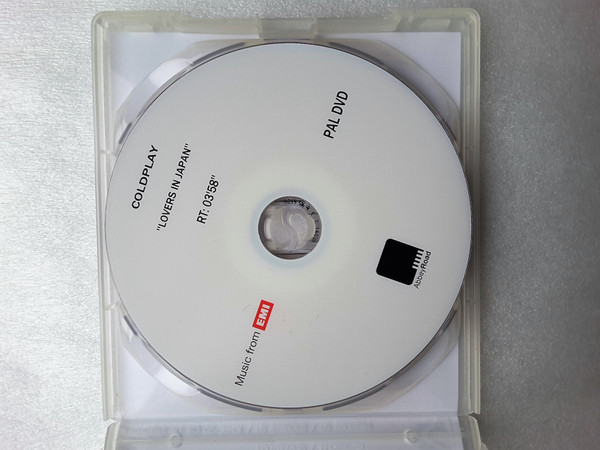 COLDPLAY
"LOVERS IN JAPAN"
RT: 03'58"
PAL DVD
Music from EMI
AbbeyRoad